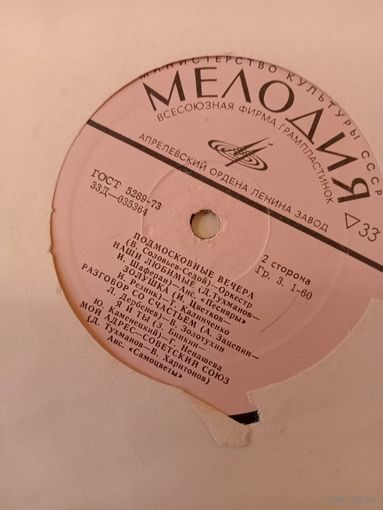 МИНИСТЕРСТВО КУЛЬТУРЫ СССР
МЕЛОДИЯ
ВСЕСОЮЗНАЯ ФИРМА ГРАМПЛАСТИНОК
АПРЕЛЕВСКИЙ ОРДЕНА ЛЕНИНА ЗАВОД
33
ГОСТ 5289-73
33Д—035364
2 сторона
Гр. 3. 1-60
ПОДМОСКОВНЫЕ ВЕЧЕРА
(В. Соловьев-Седой)— Оркестр
НАШИ ЛЮБИМЫЕ (Д. Тухманов—
И. Шаферан)— Анс. «Песняры»
ЗОЛУШКА (И. Цветков—
И. Резник)— Т. Калинченко
РАЗГОВОР СО СЧАСТЬЕМ (А. Зацепин—
Л. Дербенев)— В. Золотухин
Я И ТЫ (З. Бинкин—
Ю. Каменецкий)— Г. Ненашева
МОЙ АДРЕС—СОВЕТСКИЙ СОЮЗ
(Д. Тухманов—В. Харитонов)
Анс. «Самоцветы»